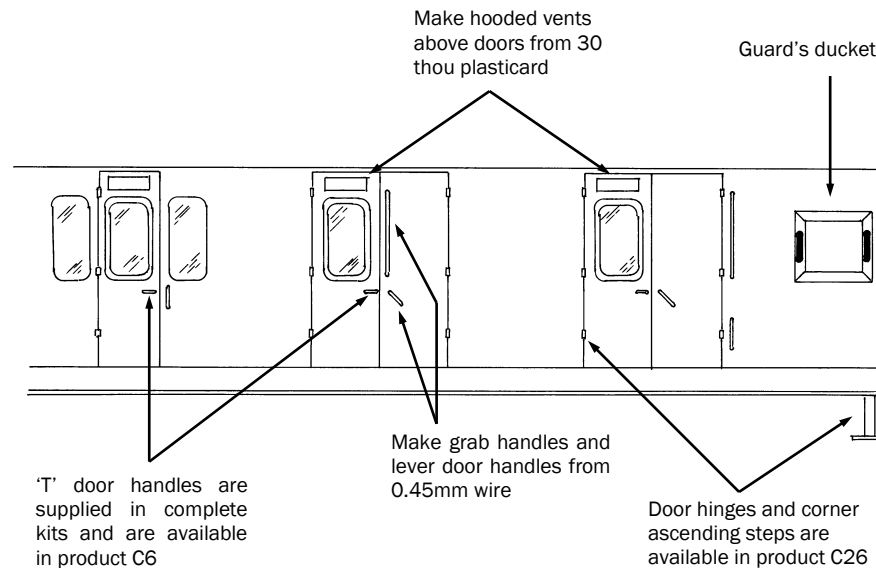 Make hooded vents
above doors from 30
thou plasticard
Guard's ducket
Make grab handles and
lever door handles from
0.45mm wire
‘T’ door handles are
supplied in complete
kits and are available
in product C6
Door hinges and corner
ascending steps are
available in product C26